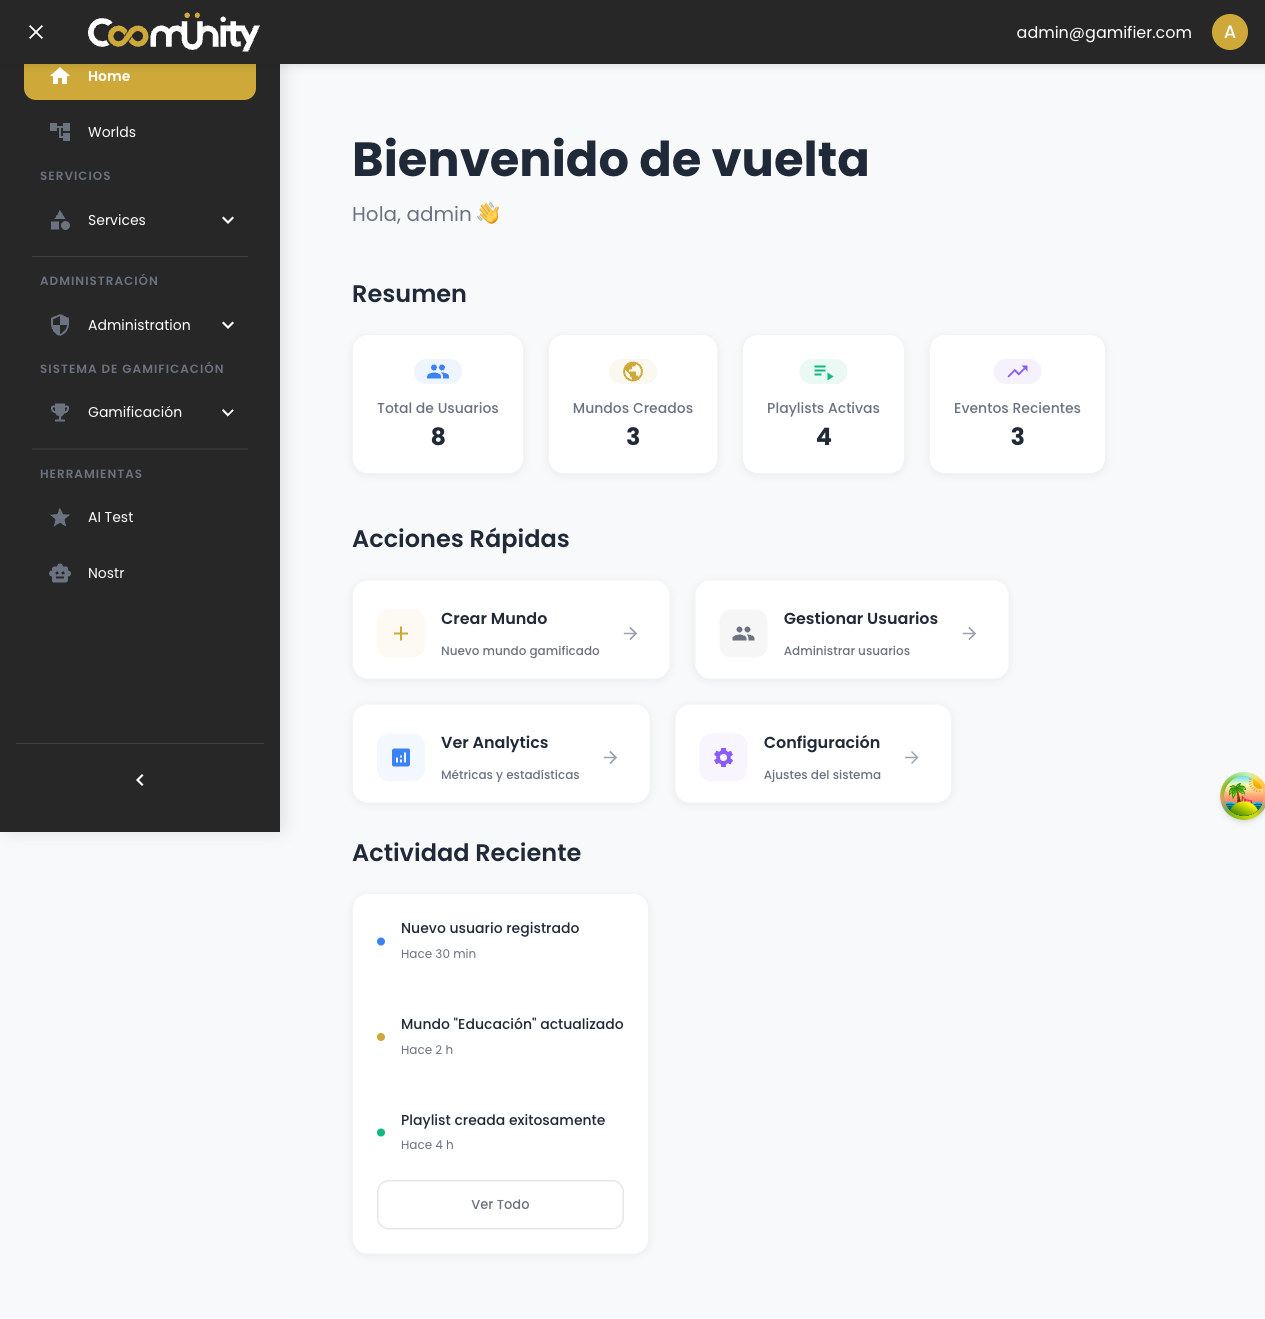 Coomünity
admin@gamifier.com
A
Home
Worlds
SERVICIOS
Services
ADMINISTRACIÓN
Administration
SISTEMA DE GAMIFICACIÓN
Gamificación
HERRAMIENTAS
AI Test
Nostr
Bienvenido de vuelta
Hola, admin 👋
Resumen
Total de Usuarios
8
Mundos Creados
3
Playlists Activas
4
Eventos Recientes
3
Acciones Rápidas
Crear Mundo
Nuevo mundo gamificado
Gestionar Usuarios
Administrar usuarios
Ver Analytics
Métricas y estadísticas
Configuración
Ajustes del sistema
Actividad Reciente
Nuevo usuario registrado
Hace 30 min
Mundo "Educación" actualizado
Hace 2 h
Playlist creada exitosamente
Hace 4 h
Ver Todo